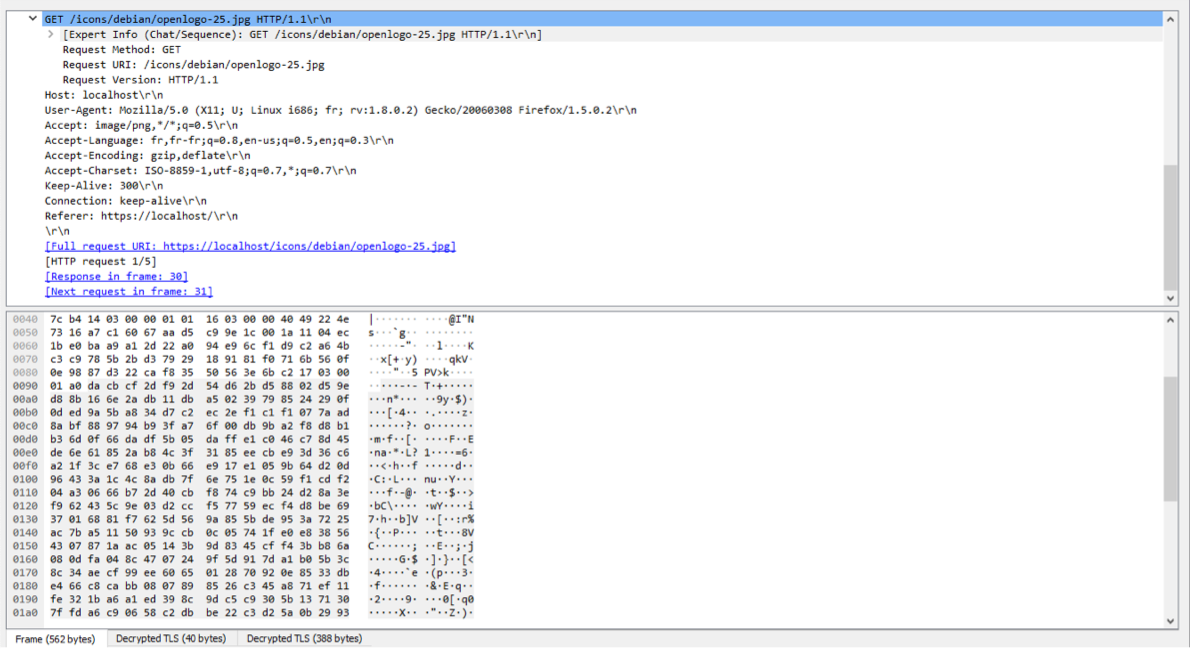 GET /icons/debian/openlogo-25.jpg HTTP/1.1\r\n
[Expert Info (Chat/Sequence): GET /icons/debian/openlogo-25.jpg HTTP/1.1\r\n]
Request Method: GET
Request URI: /icons/debian/openlogo-25.jpg
Request Version: HTTP/1.1
Host: localhost\r\n
User-Agent: Mozilla/5.0 (X11; U; Linux i686; fr; rv:1.8.0.2) Gecko/20060308 Firefox/1.5.0.2\r\n
Accept: image/png,*/*;q=0.5\r\n
Accept-Language: fr,fr-fr;q=0.8,en-us;q=0.5,en;q=0.3\r\n
Accept-Encoding: gzip,deflate\r\n
Accept-Charset: ISO-8859-1,utf-8;q=0.7,*;q=0.7\r\n
Keep-Alive: 300\r\n
Connection: keep-alive\r\n
Referer: https://localhost/\r\n
\r\n
[Full request URI: https://localhost/icons/debian/openlogo-25.jpg]
[HTTP request 1/5]
[Response in frame: 30]
[Next request in frame: 31]
0040 7c b4 14 03 00 00 01 01 16 03 00 00 40 49 22 4e |······· ····@I"N
0050 73 16 a7 c1 60 67 aa d5 c9 9e 1c 00 1a 11 04 ec s···`g·· ········
0060 1b e0 ba a9 a1 2d 22 a0 94 e9 6c f1 d9 c2 a6 4b ·····-"· ··l····K
0070 c3 c9 78 5b 2b d3 79 29 18 91 81 f0 71 6b 56 0f ··x[+·y) ····qkV·
0080 0e 98 87 d3 22 ca f8 35 50 56 3e 6b c2 17 03 00 ····"··5 PV>k····
0090 01 a0 da cb cf 2d f9 2d 54 d6 2b d5 88 02 d5 9e ·····-·- T·+·····
00a0 d8 8b 16 6e 2a db 11 db a5 02 39 79 85 24 29 0f ···n*··· ··9y·$)·
00b0 0d ed 9a 5b a8 34 d7 c2 ec 2e f1 c1 f1 07 7a ad ···[·4·· ·.····z·
00c0 8a bf 88 97 94 b9 3f a7 6f 00 db 9b a2 f8 d8 b1 ······?· o·······
00d0 b3 6d 0f 66 da df 5b 05 da ff e1 c0 46 c7 8d 45 ·m·f··[· ····F··E
00e0 de 6e 61 85 2a b8 4c 3f 31 85 ee cb e9 3d 36 c6 ·na·*·L? 1····=6·
00f0 a2 1f 3c e7 68 e3 0b 66 e9 17 e1 05 9b 64 d2 0d ··<·h··f ·····d··
0100 96 43 3a 1c 4c 8a db 7f 6e 75 1e 0c 59 f1 cd f2 ·C:·L··· nu··Y···
0110 04 a3 06 66 b7 2d 40 cb f8 74 c9 bb 24 d2 8a 3e ···f·-@· ·t··$··>
0120 f9 62 43 5c 9e 03 d2 cc f5 77 59 ec f4 d8 be 69 ·bC\···· ·wY····i
0130 37 01 68 81 f7 62 5d 56 9a 85 5b de 95 3a 72 25 7·h··b]V ··[··:r%
0140 ac 7b a5 11 50 93 9c cb 0c 05 74 1f e0 e8 38 56 ·{··P··· ··t···8V
0150 43 07 87 1a ac 05 14 3b 9d 83 45 cf f4 3b b8 6a C······; ··E··;·j
0160 08 0d fa 04 8c 47 07 24 9f 5d 91 7d a1 b0 5b 3c ·····G·$ ·]·}··[<
0170 8c 34 ae cf 99 ee 60 65 01 28 70 92 0e 85 33 db ·4····`e ·(p···3·
0180 e4 66 c8 ca bb 08 07 89 85 26 c3 45 a8 71 ef 11 ·f······ ·&·E·q··
0190 fe 32 1b a6 a1 ed 39 8c 9d c5 c9 30 5b 13 71 30 ·2····9· ···0[·q0
01a0 7f fd a6 c9 06 58 c2 db be 22 c3 d2 5a 0b 29 93 ·····X·· ·"··Z·)·
Frame (562 bytes) Decrypted TLS (40 bytes) Decrypted TLS (388 bytes)